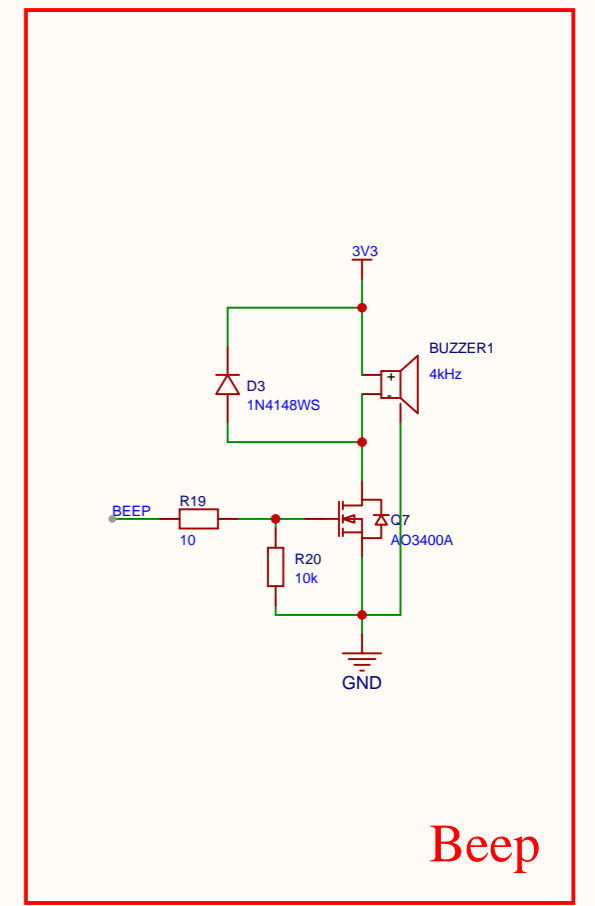 3V3
BUZZER1
+
4kHz
-
D3
1N4148WS
R19
BEEP
10
Q7
AO3400A
R20
10k
GND
Beep